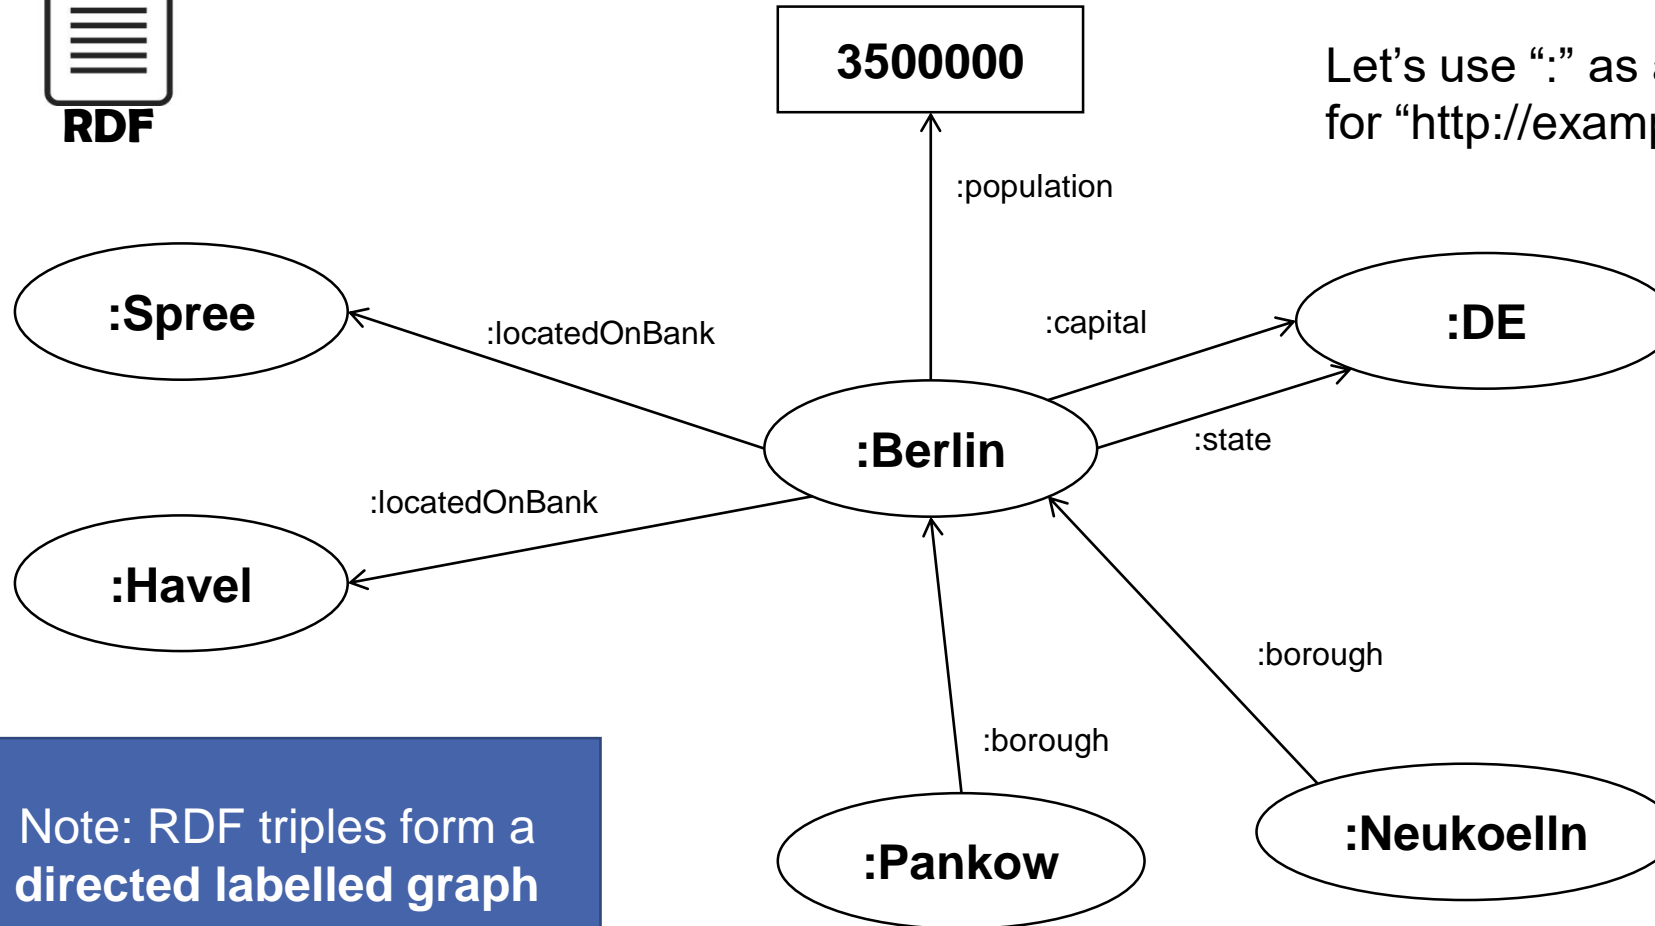 RDF
3500000
Let’s use “:” as
for “http://
:population
:Spree
:locatedOnBank
:capital
:DE
:Berlin
:state
:locatedOnBank
:Havel
:borough
:borough
Note: RDF triples form a
directed labelled graph
:Pankow
:Neukoelln